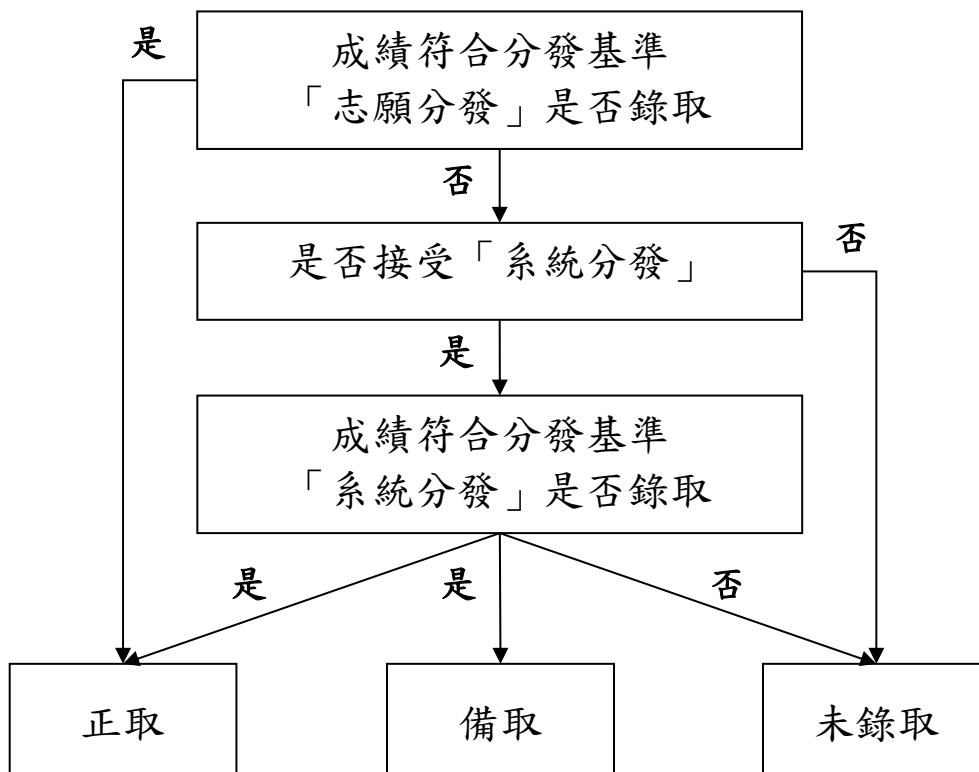 是
成績符合分發基準
「志願分發」是否錄取
否
是否接受「系統分發」
否
是
成績符合分發基準
「系統分發」是否錄取
是
是
否
正取
備取
未錄取